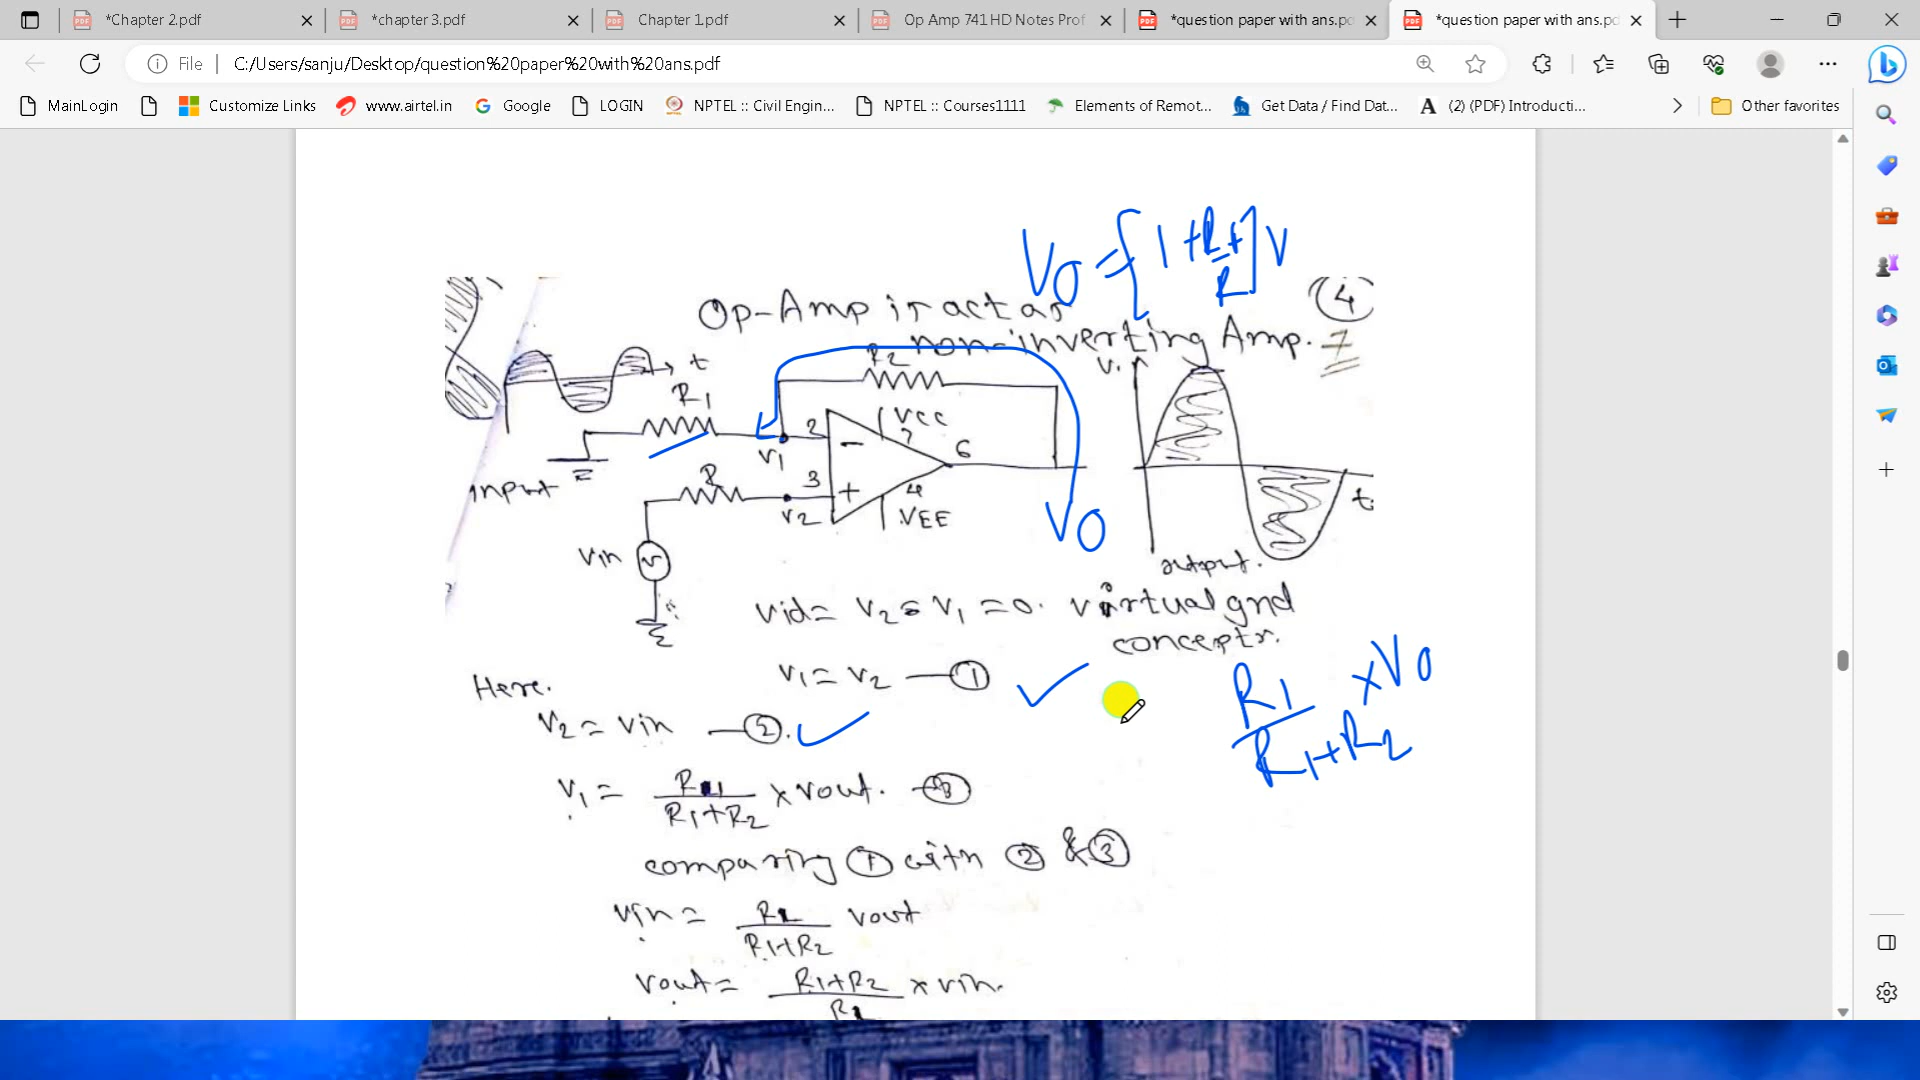 *Chapter 2.pdf
*chapter 3.pdf
Chapter 1.pdf
Op Amp 741 HD Notes Prof
*question paper with ans.pd
*question paper with ans.pd
File
C:/Users/sanju/Desktop/question%20paper%20with%20ans.pdf
MainLogin
Customize Links
www.airtel.in
Google
LOGIN
NPTEL :: Civil Engin...
NPTEL :: Courses1111
Elements of Remot...
Get Data / Find Dat...
(2) (PDF) Introducti...
Other favorites
Vo = [1 + Rf/R] V
Op-Amp is act as
(4)
non-inverting Amp.
7
t
R2
V.
R1
VCC
2
7
V1
6
3
R
input
+
4
V2
VEE
t.
Vo
Vin
output.
Vid = V2 = V1 = 0. virtual gnd
concepts.
V1 = V2 — ①
Here.
R1/R1+R2 x Vo
V2 = Vin — ②.
V1 = R1/R1+R2 x Vout. — ③
comparing ① with ② & ③
Vin = R1/R1+R2 Vout
Vout = R1+R2/R1 x Vin.